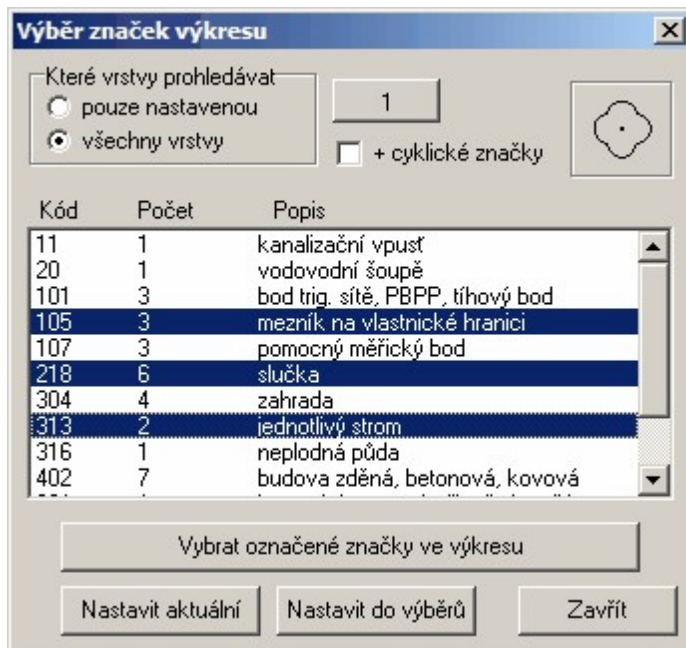 Výběr značek výkresu
Které vrstvy prohledávat
pouze nastavenou
všechny vrstvy
1
+ cyklické značky
Kód Počet Popis
11 1 kanalizační vpusť
20 1 vodovodní šoupě
101 3 bod trig. sítě, PBPP, tíhový bod
105 3 mezník na vlastnické hranici
107 3 pomocný měřický bod
218 6 slučka
304 4 zahrada
313 2 jednotlivý strom
316 1 neplodná půda
402 7 budova zděná, betonová, kovová
Vybrat označené značky ve výkresu
Nastavit aktuální
Nastavit do výběrů
Zavřít